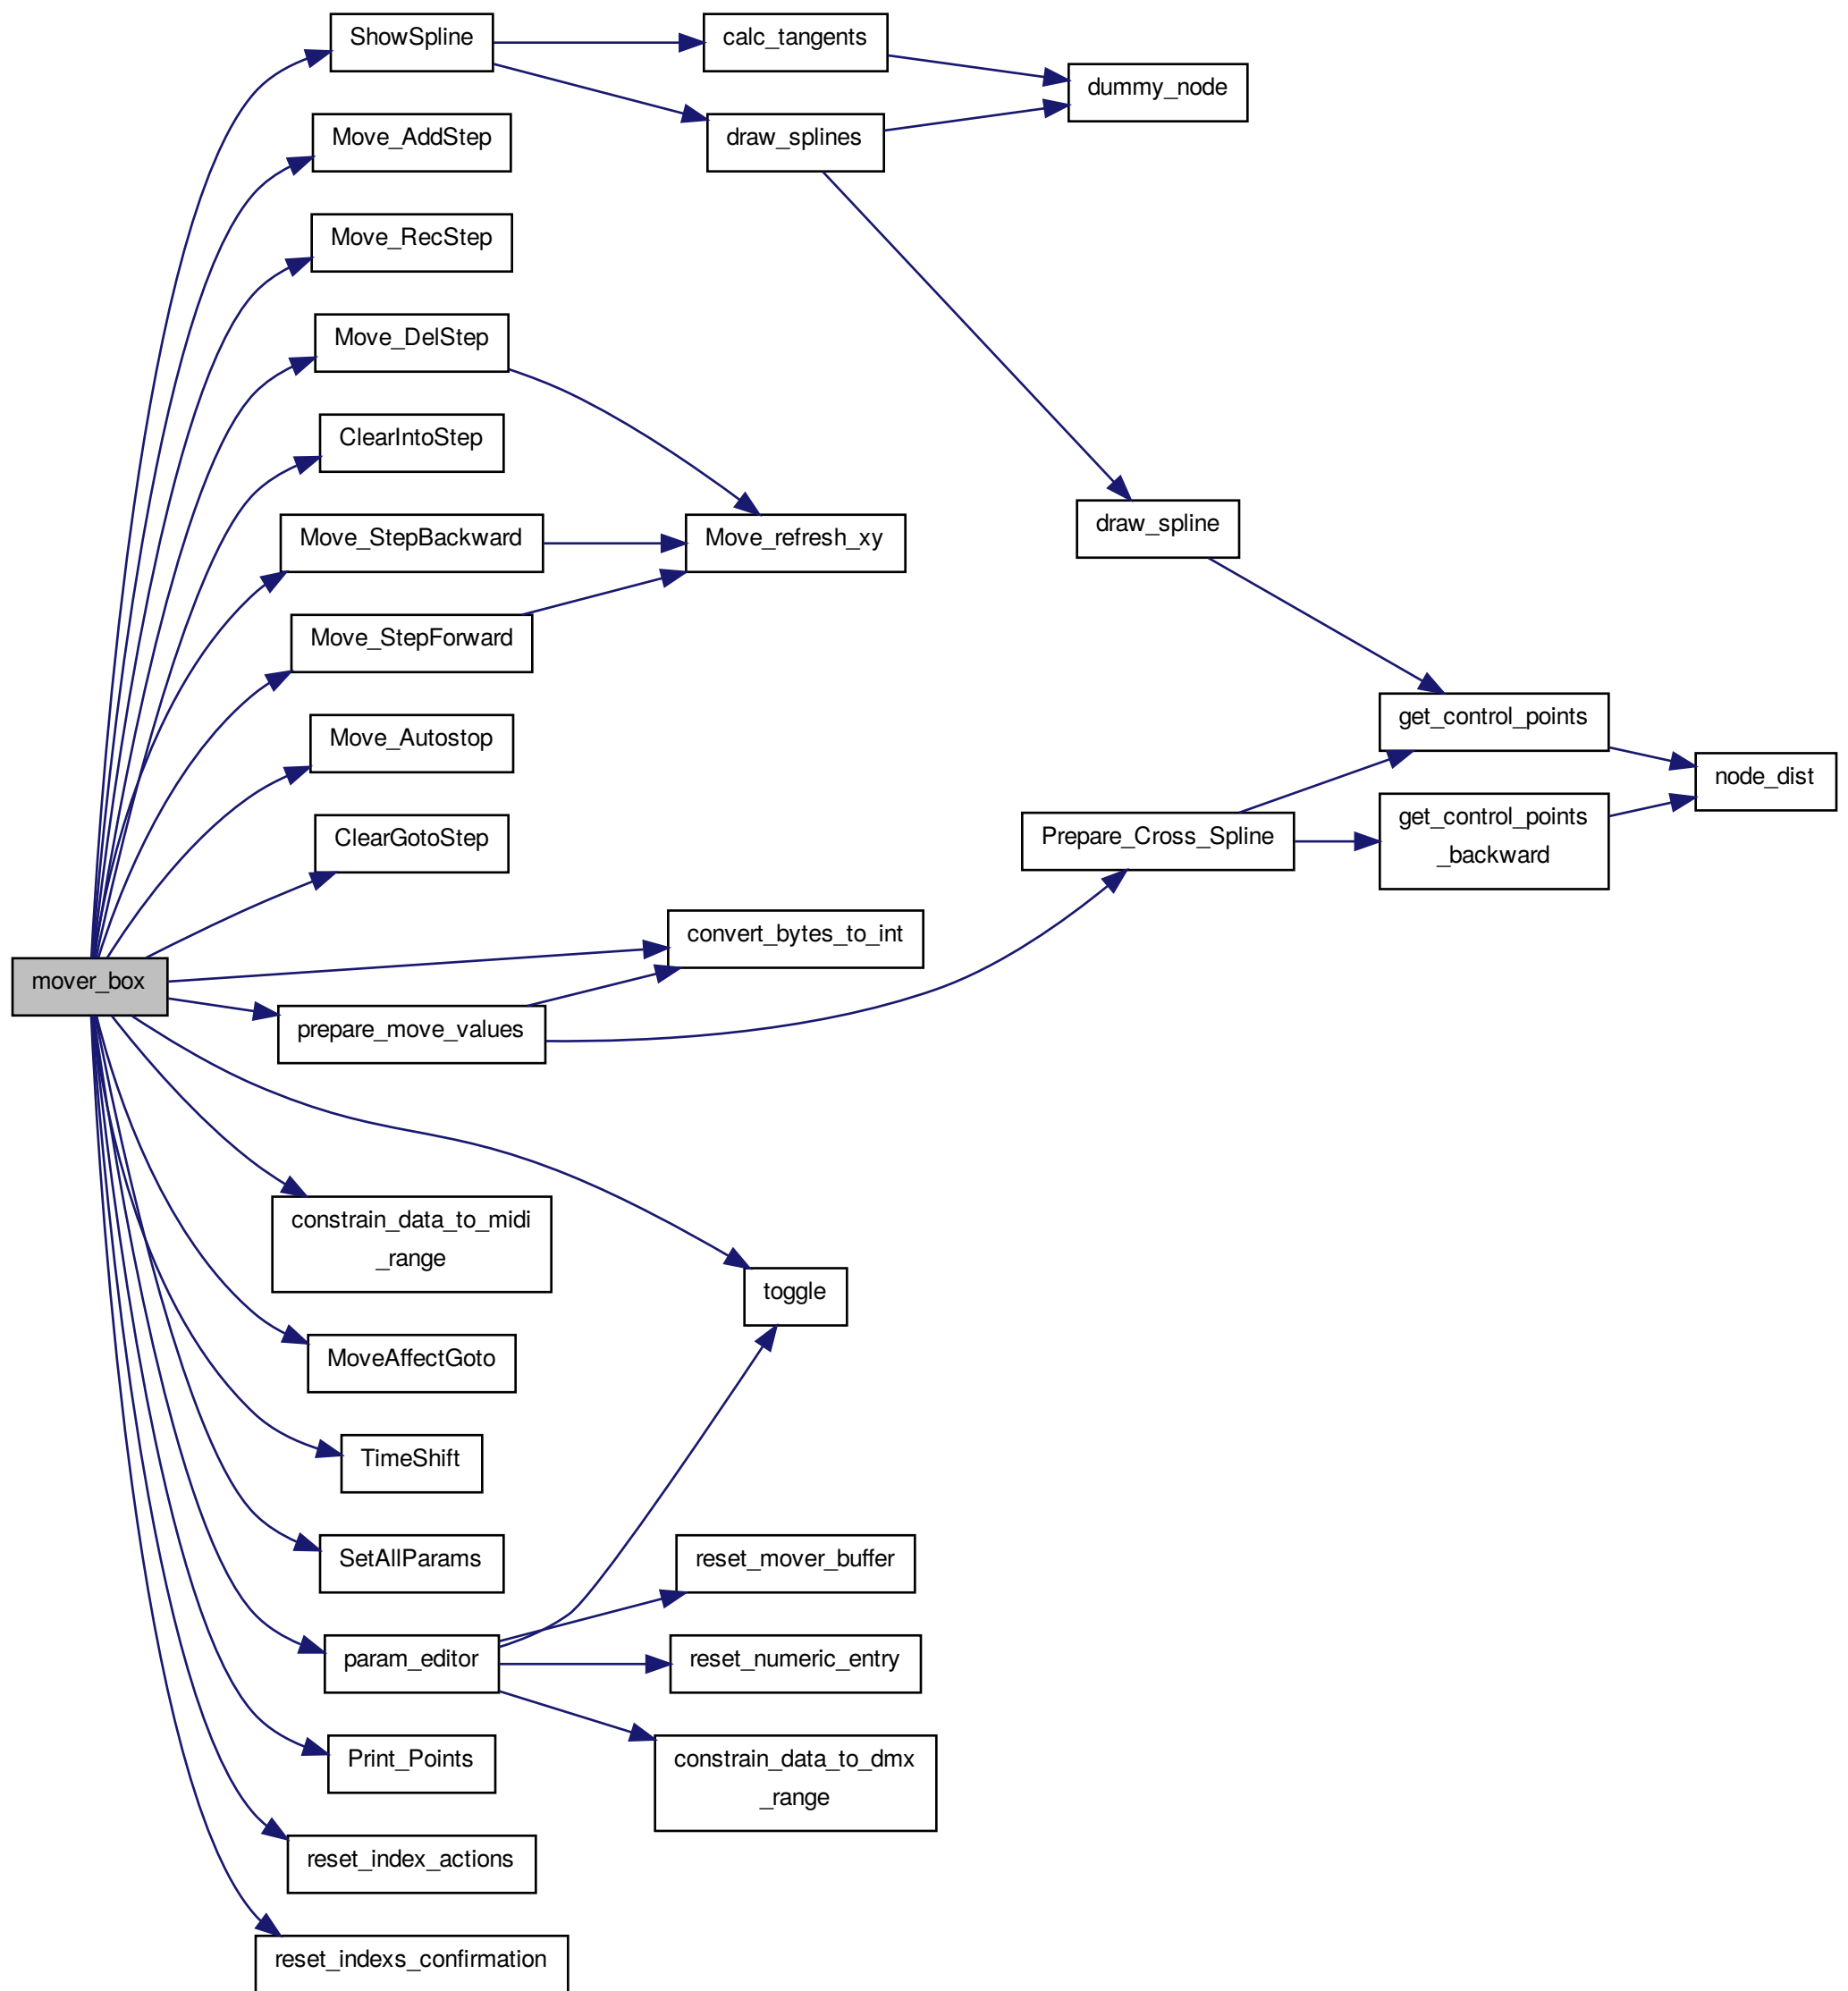 ShowSpline
calc_tangents
dummy_node
Move_AddStep
draw_splines
Move_RecStep
Move_DelStep
ClearIntoStep
Move_StepBackward
Move_refresh_xy
draw_spline
Move_StepForward
Move_Autostop
get_control_points
node_dist
ClearGotoStep
Prepare_Cross_Spline
get_control_points
_backward
convert_bytes_to_int
mover_box
prepare_move_values
constrain_data_to_midi
_range
toggle
MoveAffectGoto
TimeShift
SetAllParams
reset_mover_buffer
param_editor
reset_numeric_entry
Print_Points
constrain_data_to_dmx
_range
reset_index_actions
reset_indexs_confirmation